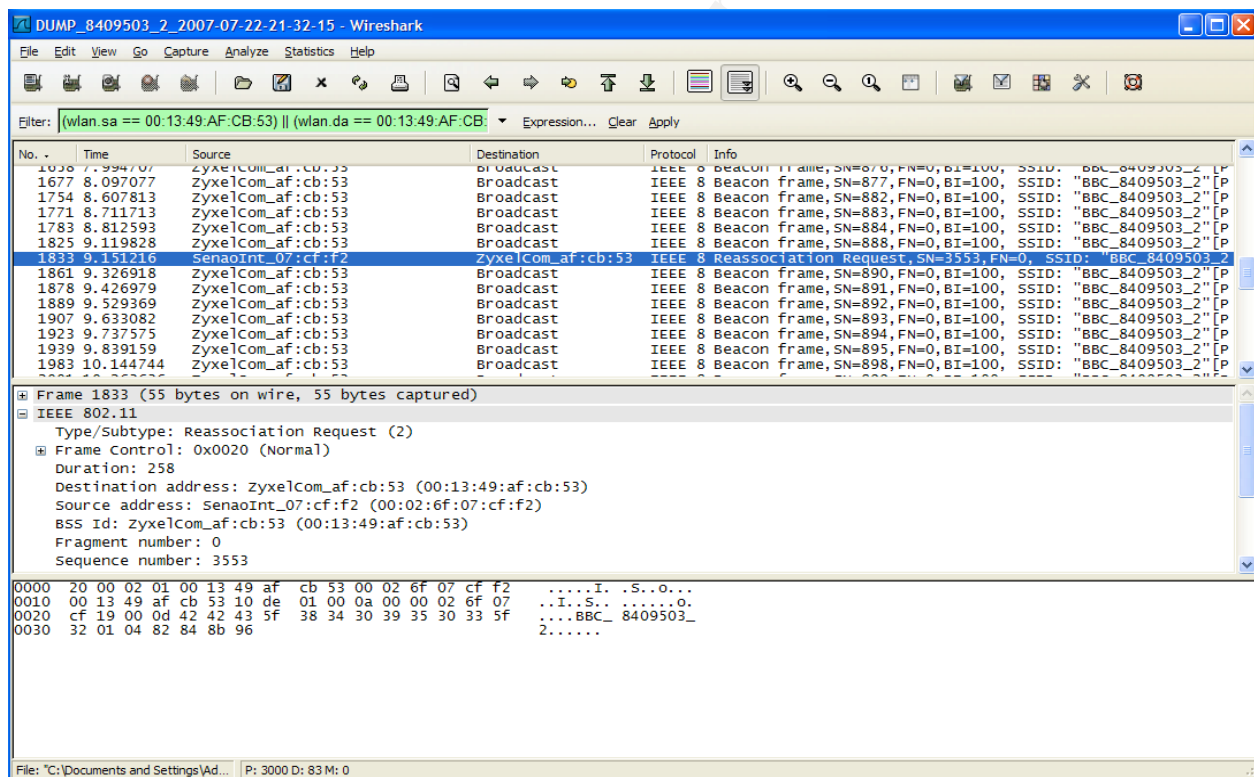 DUMP_8409503_2_2007-07-22-21-32-15 - Wireshark
File Edit View Go Capture Analyze Statistics Help
Filter: (wlan.sa == 00:13:49:AF:CB:53) || (wlan.da == 00:13:49:AF:CB: Expression... Clear Apply
No. . Time Source Destination Protocol Info
1658 7.994707 ZyxelCom_af:cb:53 Broadcast IEEE 8 Beacon frame,SN=876,FN=0,BI=100, SSID: "BBC_8409503_2"[P
1677 8.097077 ZyxelCom_af:cb:53 Broadcast IEEE 8 Beacon frame,SN=877,FN=0,BI=100, SSID: "BBC_8409503_2"[P
1754 8.607813 ZyxelCom_af:cb:53 Broadcast IEEE 8 Beacon frame,SN=882,FN=0,BI=100, SSID: "BBC_8409503_2"[P
1771 8.711713 ZyxelCom_af:cb:53 Broadcast IEEE 8 Beacon frame,SN=883,FN=0,BI=100, SSID: "BBC_8409503_2"[P
1783 8.812593 ZyxelCom_af:cb:53 Broadcast IEEE 8 Beacon frame,SN=884,FN=0,BI=100, SSID: "BBC_8409503_2"[P
1825 9.119828 ZyxelCom_af:cb:53 Broadcast IEEE 8 Beacon frame,SN=888,FN=0,BI=100, SSID: "BBC_8409503_2"[P
1833 9.151216 SenaoInt_07:cf:f2 ZyxelCom_af:cb:53 IEEE 8 Reassociation Request,SN=3553,FN=0, SSID: "BBC_8409503_2
1861 9.326918 ZyxelCom_af:cb:53 Broadcast IEEE 8 Beacon frame,SN=890,FN=0,BI=100, SSID: "BBC_8409503_2"[P
1878 9.426979 ZyxelCom_af:cb:53 Broadcast IEEE 8 Beacon frame,SN=891,FN=0,BI=100, SSID: "BBC_8409503_2"[P
1889 9.529369 ZyxelCom_af:cb:53 Broadcast IEEE 8 Beacon frame,SN=892,FN=0,BI=100, SSID: "BBC_8409503_2"[P
1907 9.633082 ZyxelCom_af:cb:53 Broadcast IEEE 8 Beacon frame,SN=893,FN=0,BI=100, SSID: "BBC_8409503_2"[P
1923 9.737575 ZyxelCom_af:cb:53 Broadcast IEEE 8 Beacon frame,SN=894,FN=0,BI=100, SSID: "BBC_8409503_2"[P
1939 9.839159 ZyxelCom_af:cb:53 Broadcast IEEE 8 Beacon frame,SN=895,FN=0,BI=100, SSID: "BBC_8409503_2"[P
1983 10.144744 ZyxelCom_af:cb:53 Broadcast IEEE 8 Beacon frame,SN=898,FN=0,BI=100, SSID: "BBC_8409503_2"[P
Frame 1833 (55 bytes on wire, 55 bytes captured)
IEEE 802.11
Type/Subtype: Reassociation Request (2)
Frame Control: 0x0020 (Normal)
Duration: 258
Destination address: ZyxelCom_af:cb:53 (00:13:49:af:cb:53)
Source address: SenaoInt_07:cf:f2 (00:02:6f:07:cf:f2)
BSS Id: ZyxelCom_af:cb:53 (00:13:49:af:cb:53)
Fragment number: 0
Sequence number: 3553
0000 20 00 02 01 00 13 49 af cb 53 00 02 6f 07 cf f2 .....I. .S..o...
0010 00 13 49 af cb 53 10 de 01 00 0a 00 00 02 6f 07 ..I..S.. ......o.
0020 cf 19 00 0d 42 42 43 5f 38 34 30 39 35 30 33 5f ....BBC_ 8409503_
0030 32 01 04 82 84 8b 96 2......
File: "C:\Documents and Settings\Ad... P: 3000 D: 83 M: 0